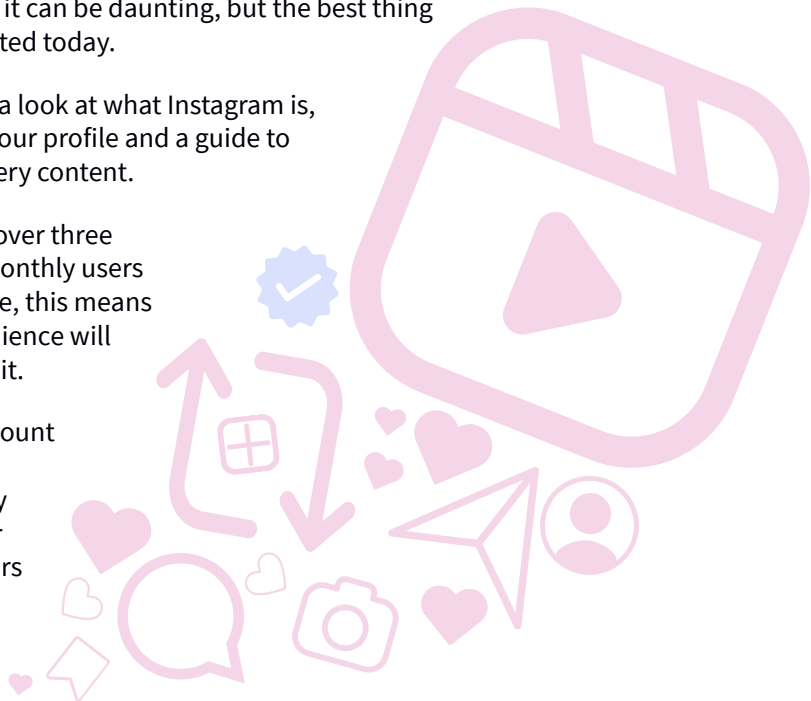 it can be daunting, but the best thing
ted today.
a look at what Instagram is,
our profile and a guide to
ery content.
over three
onthly users
e, this means
ience will
it.
ount
y
rs